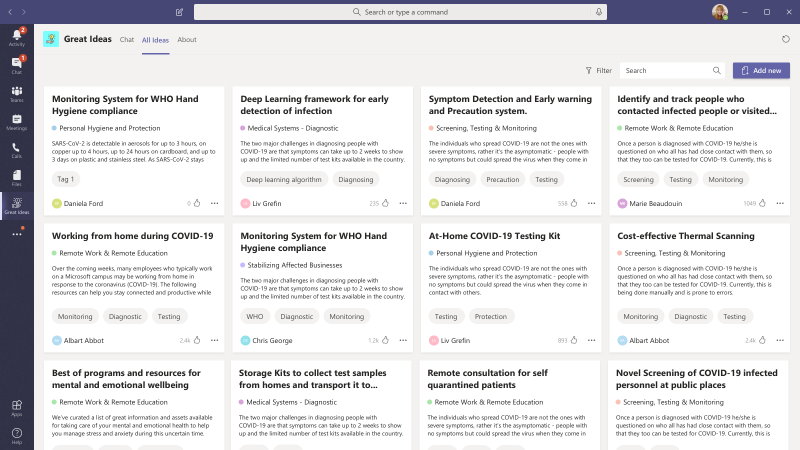 Search or type a command
2
Activity
1
Chat
Teams
Meetings
Calls
Files
Great Ideas
Apps
Help
Great Ideas Chat All Ideas About
Filter Search Add new
Monitoring System for WHO Hand
Hygiene compliance
Personal Hygiene and Protection
SARS-CoV-2 is detectable in aerosols for up to 3 hours, on
copper up to 4 hours, up to 24 hours on cardboard, and up to
3 days on plastic and stainless steel. As SARS-CoV-2 stays
Tag 1
Daniela Ford 0
Deep Learning framework for early
detection of infection
Medical Systems - Diagnostic
The two major challenges in diagnosing people with
COVID-19 are that symptoms can take up to 2 weeks to show
up and the limited number of test kits available in the country.
Deep learning algorithm Diagnosing
Liv Grefin 235
Symptom Detection and Early warning
and Precaution system.
Screening, Testing & Monitoring
The individuals who spread COVID-19 are not the ones with
severe symptoms, rather it's the asymptomatic - people with
no symptoms but could spread the virus when they come in
Diagnosing Precaution Testing
Daniela Ford 558
Identify and track people who
contacted infected people or visited...
Remote Work & Remote Education
Once a person is diagnosed with COVID-19 he/she is
questioned on who all has had close contact with them, so
that they too can be tested for COVID-19. Currently, this is
Screening Testing Monitoring
Marie Beaudouin 1049
Working from home during COVID-19
Remote Work & Remote Education
Over the coming weeks, many employees who typically work
on a Microsoft campus may be working from home in
response to the coronavirus (COVID-19). The following
resources can help you stay connected and productive while
Monitoring Diagnostic Testing
Albart Abbot 2.4k
Monitoring System for WHO Hand
Hygiene compliance
Stabilizing Affected Businesses
The two major challenges in diagnosing people with
COVID-19 are that symptoms can take up to 2 weeks to show
up and the limited number of test kits available in the country.
WHO Diagnostic Monitoring
Chris George 1.2k
At-Home COVID-19 Testing Kit
Personal Hygiene and Protection
The individuals who spread COVID-19 are not the ones with
severe symptoms, rather it's the asymptomatic - people with
no symptoms but could spread the virus when they come in
contact with others.
Testing Protection
Liv Grefin 893
Cost-effective Thermal Scanning
Screening, Testing & Monitoring
Once a person is diagnosed with COVID-19 he/she is
questioned on who all has had close contact with them, so
that they too can be tested for COVID-19. Currently, this is
being done manually and is prone to errors.
Monitoring Diagnostic Testing
Albart Abbot 2.4k
Best of programs and resources for
mental and emotional wellbeing
Remote Work & Remote Education
We've curated a list of great information and assets available
for taking care of your mental and emotional health to help
you manage stress and anxiety during this uncertain time.
Storage Kits to collect test samples
from homes and transport it to...
Medical Systems - Diagnostic
The two major challenges in diagnosing people with
COVID-19 are that symptoms can take up to 2 weeks to show
up and the limited number of test kits available in the country.
Remote consultation for self
quarantined patients
Remote Work & Remote Education
The individuals who spread COVID-19 are not the ones with
severe symptoms, rather it's the asymptomatic - people with
no symptoms but could spread the virus when they come in
Novel Screening of COVID-19 infected
personnel at public places
Screening, Testing & Monitoring
Once a person is diagnosed with COVID-19 he/she is
questioned on who all has had close contact with them, so
that they too can be tested for COVID-19. Currently, this is